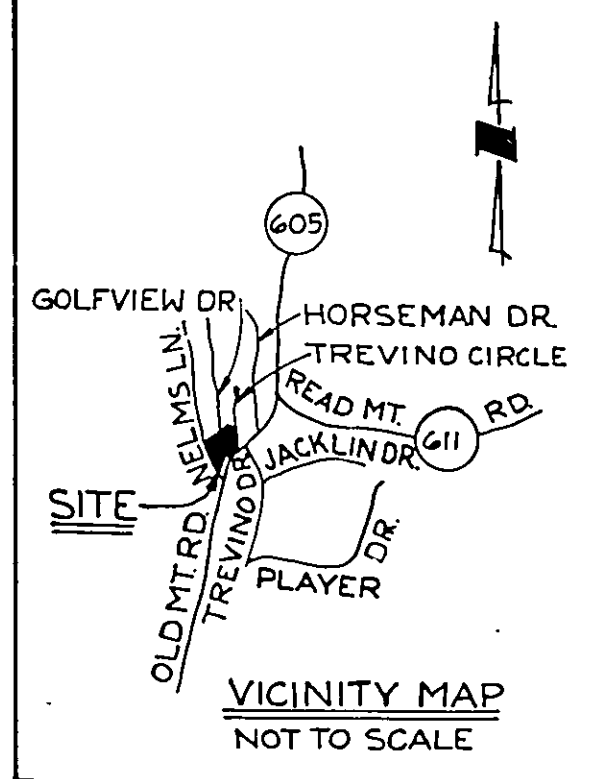 605
GOLFVIEW DR
HORSEMAN DR.
TREVINO CIRCLE
NELMS LN.
READ MT. RD.
611
JACKLIN DR.
SITE
TREVINO DR.
OLD MT. RD.
PLAYER DR.
VICINITY MAP
NOT TO SCALE